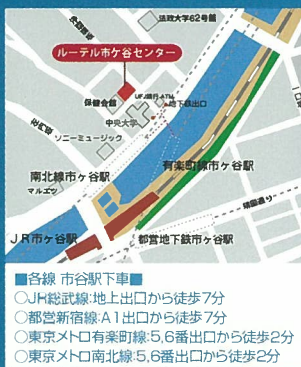 法政大学62号館
ルーテル市ケ谷センター
UFJ銀行・ATM
地下鉄出口
保健会館
中央大学
左内坂
ソニーミュージック
有楽町線市ヶ谷駅
南北線市ヶ谷駅
マルエツ
靖国通り
JR市ヶ谷駅
都営地下鉄市ヶ谷駅
■各線 市谷駅下車■
○JR総武線:地上出口から徒歩7分
○都営新宿線:A1出口から徒歩7分
○東京メトロ有楽町線:5,6番出口から徒歩2分
○東京メトロ南北線:5,6番出口から徒歩2分